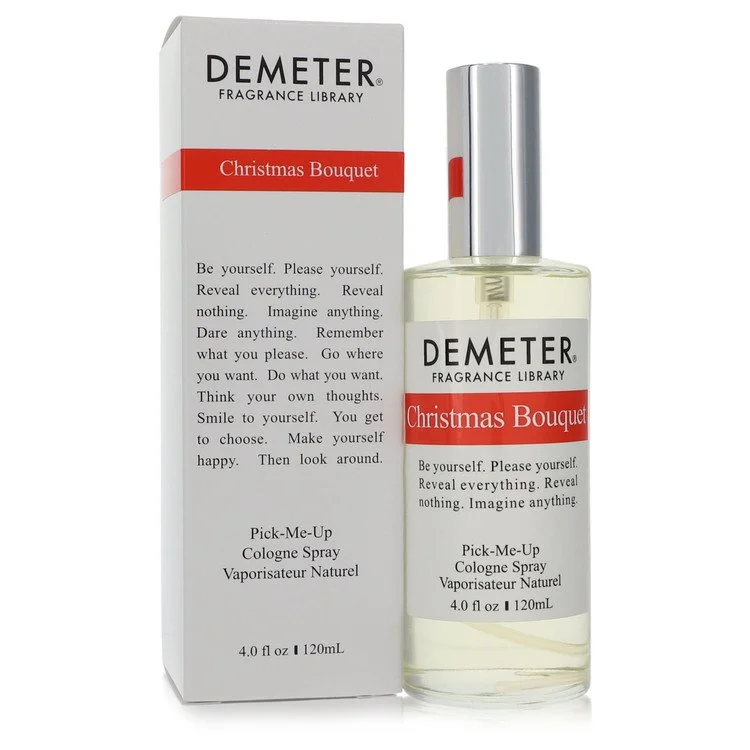 DEMETER®
FRAGRANCE LIBRARY
Christmas Bouquet
Be yourself. Please yourself.
Reveal everything. Reveal
nothing. Imagine anything.
Dare anything. Remember
what you please. Go where
you want. Do what you want.
Think your own thoughts.
Smile to yourself. You get
to choose. Make yourself
happy. Then look around.
Pick-Me-Up
Cologne Spray
Vaporisateur Naturel
4.0 fl oz | 120mL
DEMETER®
FRAGRANCE LIBRARY
Christmas Bouquet
Be yourself. Please yourself.
Reveal everything. Reveal
nothing. Imagine anything.
Pick-Me-Up
Cologne Spray
Vaporisateur Naturel
4.0 fl oz | 120mL